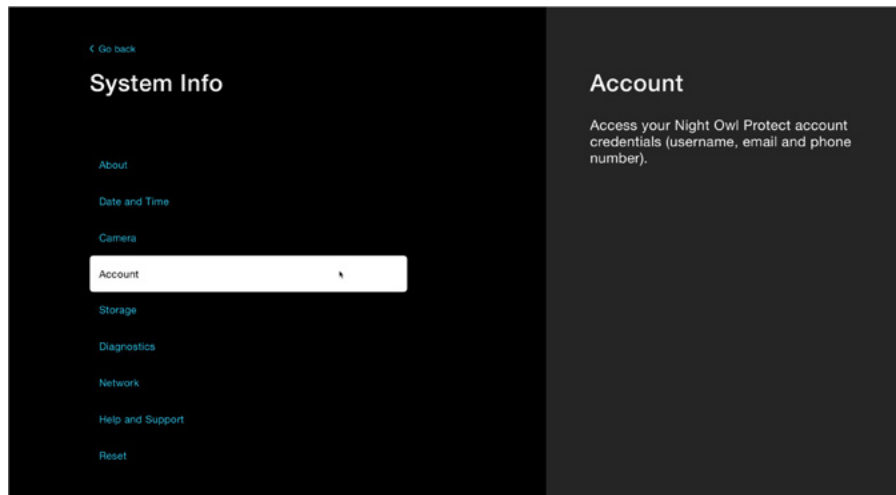 Go back
System Info
About
Date and Time
Camera
Account
Storage
Diagnostics
Network
Help and Support
Reset
Account
Access your Night Owl Protect account
credentials (username, email and phone
number).